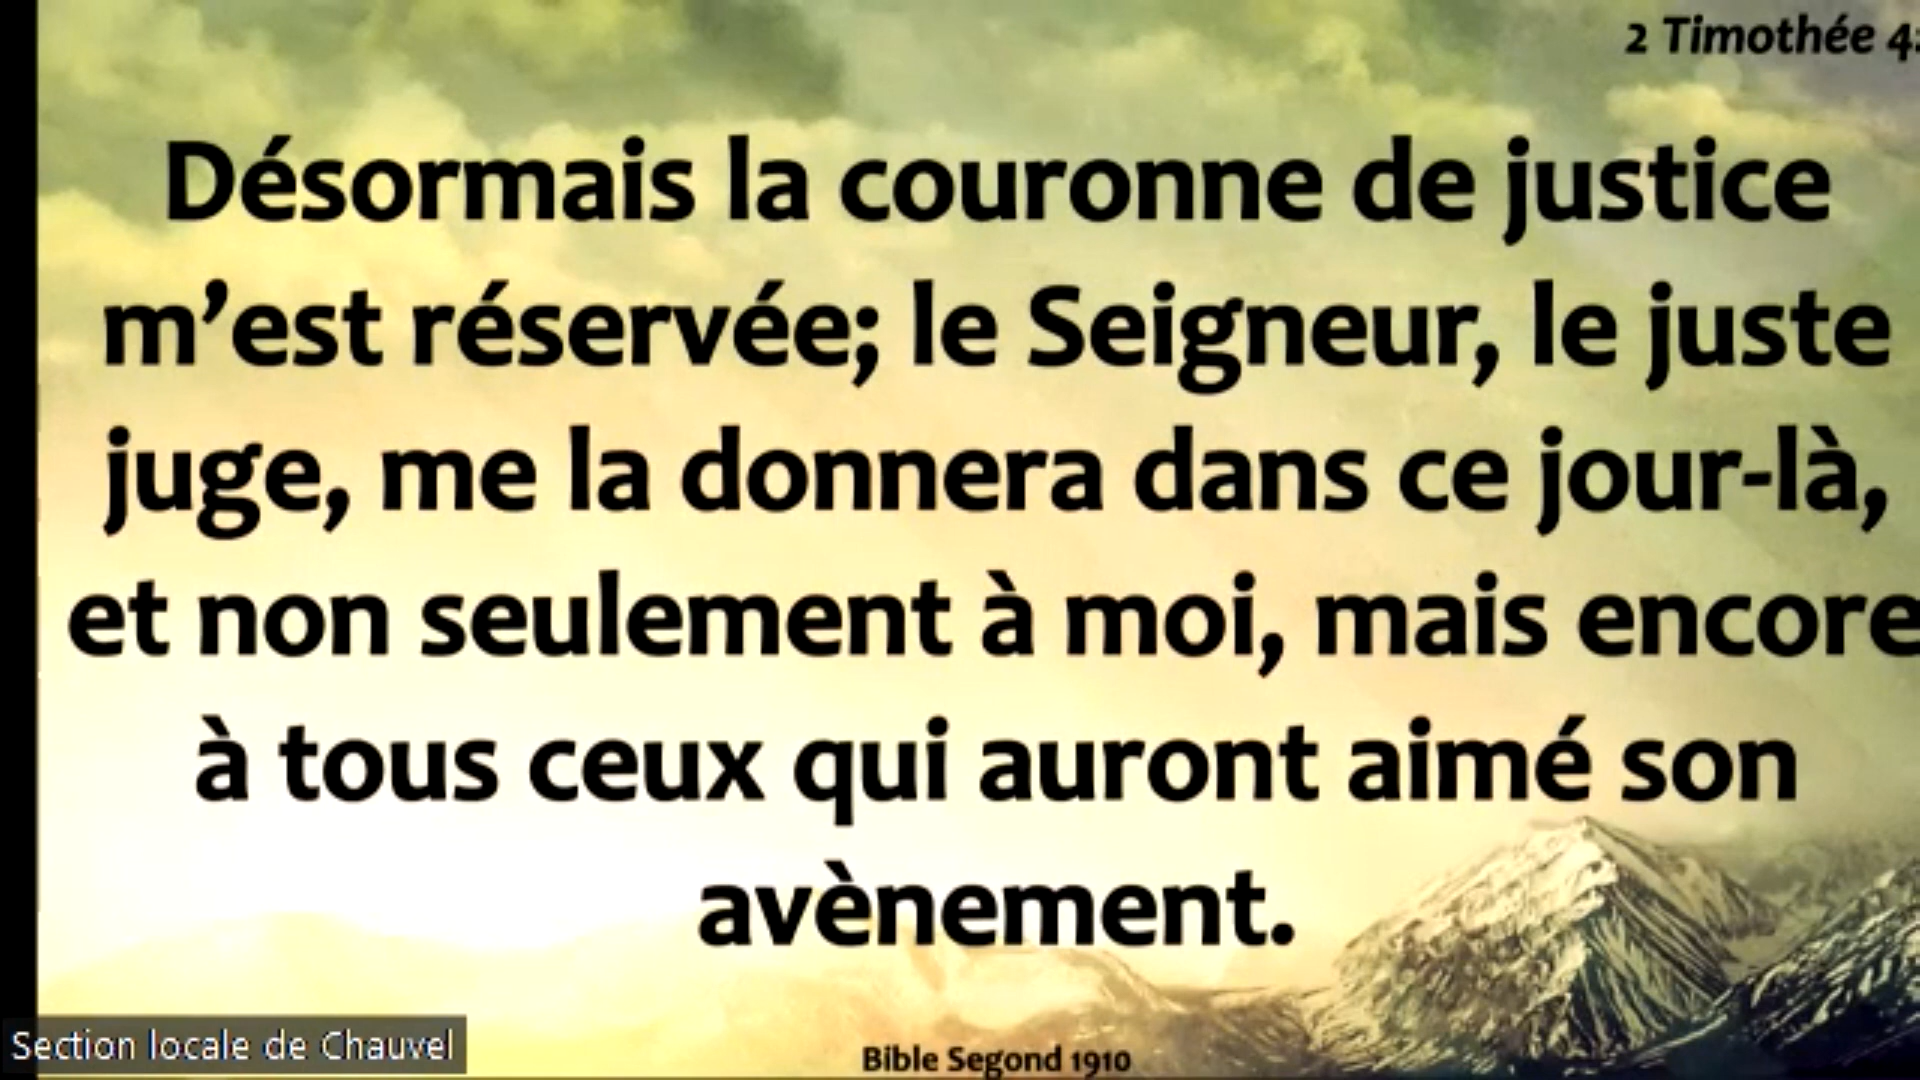 2 Timothée 4:
Désormais la couronne de justice
m’est réservée; le Seigneur, le juste
juge, me la donnera dans ce jour-là,
et non seulement à moi, mais encore
à tous ceux qui auront aimé son
avènement.
Section locale de Chauvel
Bible Segond 1910